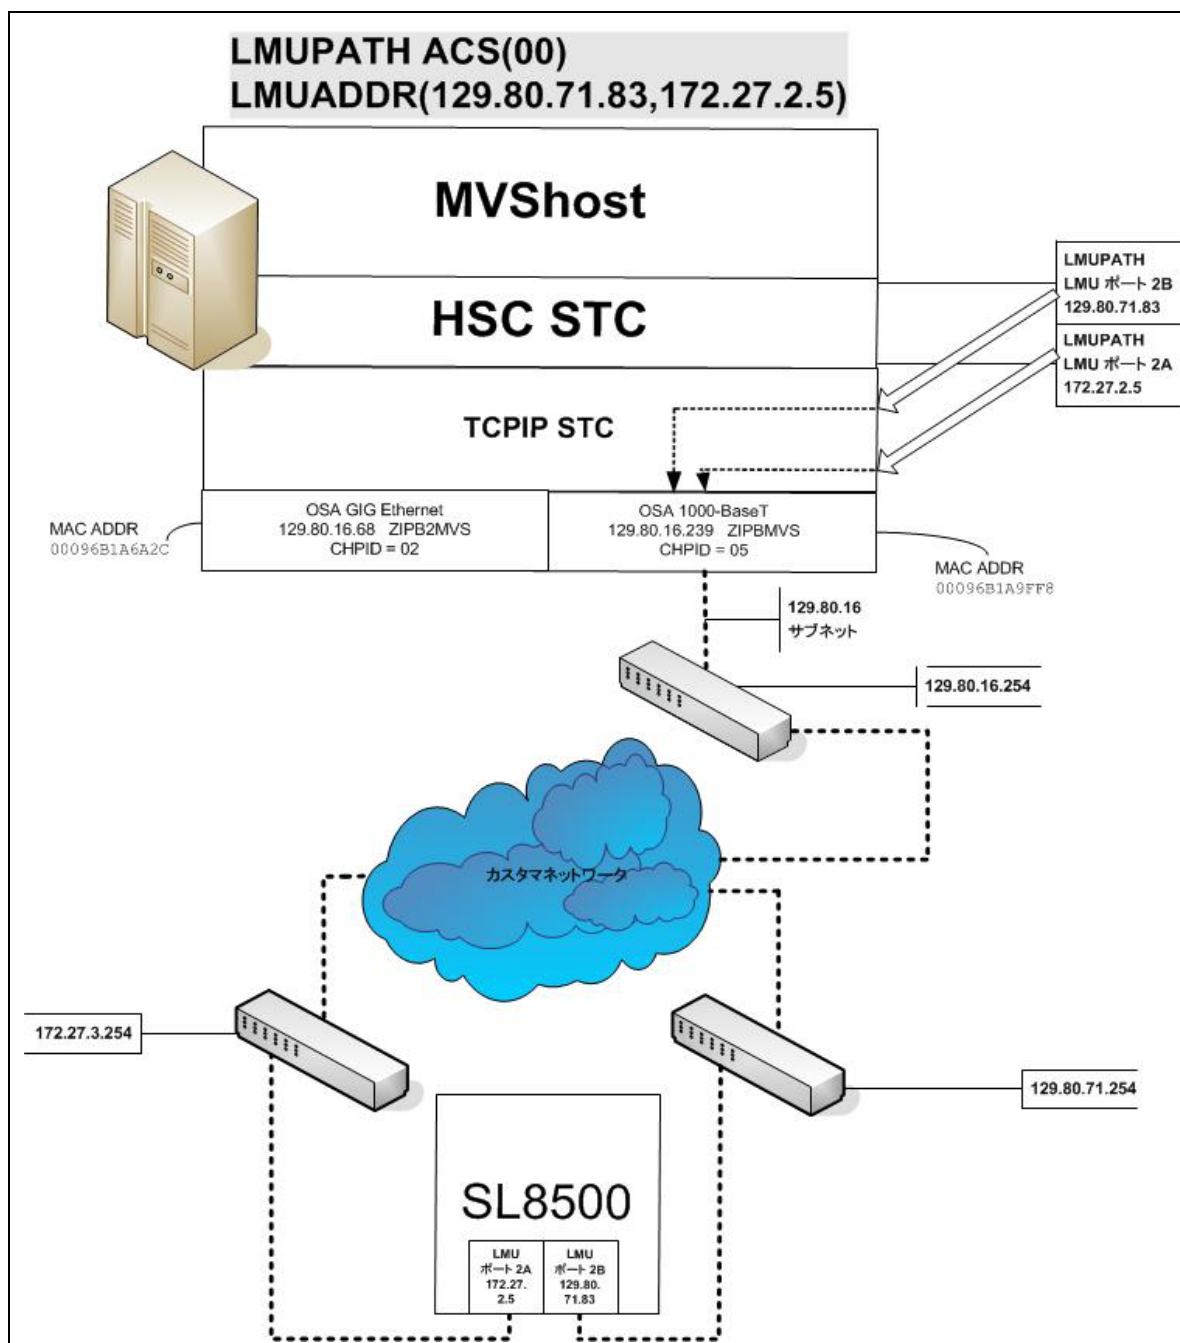 LMUPATH ACS(00)
LMUADDR(129.80.71.83,172.27.2.5)
MVShost
HSC STC
TCPIP STC
LMUPATH
LMU ポート 2B
129.80.71.83
LMUPATH
LMU ポート 2A
172.27.2.5
OSA GIG Ethernet
129.80.16.68 ZIPB2MVS
CHPID = 02
OSA 1000-BaseT
129.80.16.239 ZIPBMVS
CHPID = 05
MAC ADDR
00096B1A6A2C
MAC ADDR
00096B1A9FF8
129.80.16
サブネット
129.80.16.254
カスタマネットワータ
172.27.3.254
129.80.71.254
SL8500
LMU
ポート 2A
172.27.
2.5
LMU
ポート 2B
129.80.
71.83